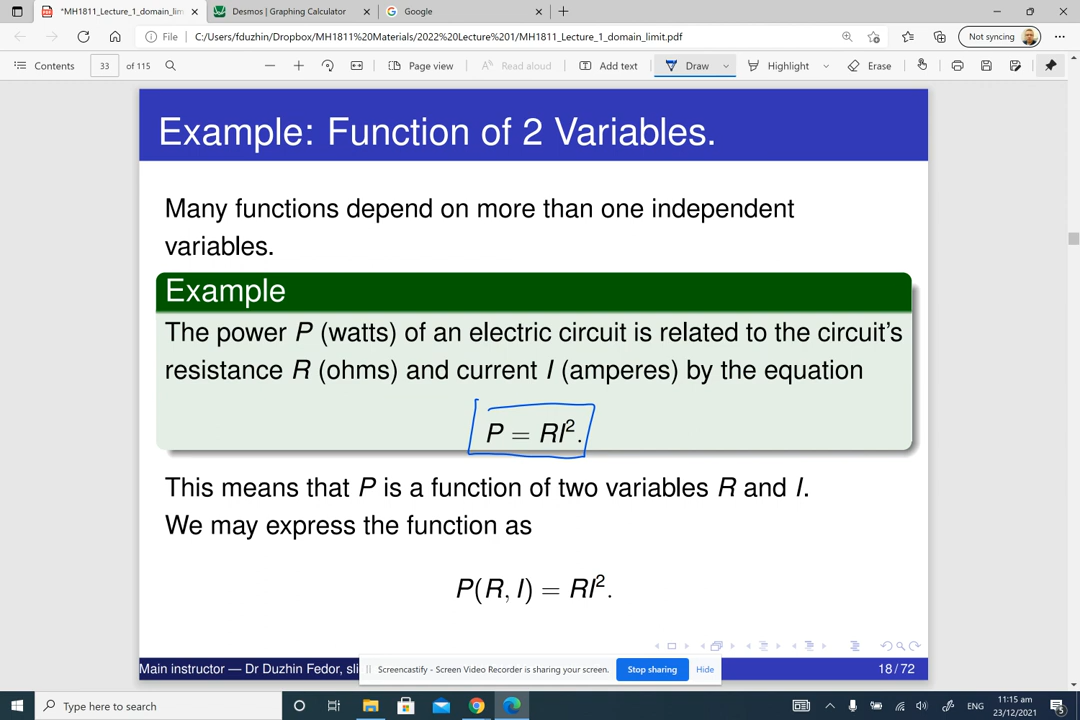 *MH1811_Lecture_1_domain_lim
Desmos | Graphing Calculator
Google
File
C:/Users/fduzhin/Dropbox/MH1811%20Materials/2022%20Lecture%201/MH1811_Lecture_1_domain_limit.pdf
Not syncing
Contents
33
of 115
Page view
Read aloud
Add text
Draw
Highlight
Erase
Example: Function of 2 Variables.
Many functions depend on more than one independent
variables.
Example
The power P (watts) of an electric circuit is related to the circuit's
resistance R (ohms) and current I (amperes) by the equation
P = RI².
This means that P is a function of two variables R and I.
We may express the function as
P(R, I) = RI².
Main instructor — Dr Duzhin Fedor, sli
18 / 72
Screencastify - Screen Video Recorder is sharing your screen.
Stop sharing
Hide
Type here to search
ENG
11:15 am
23/12/2021
5